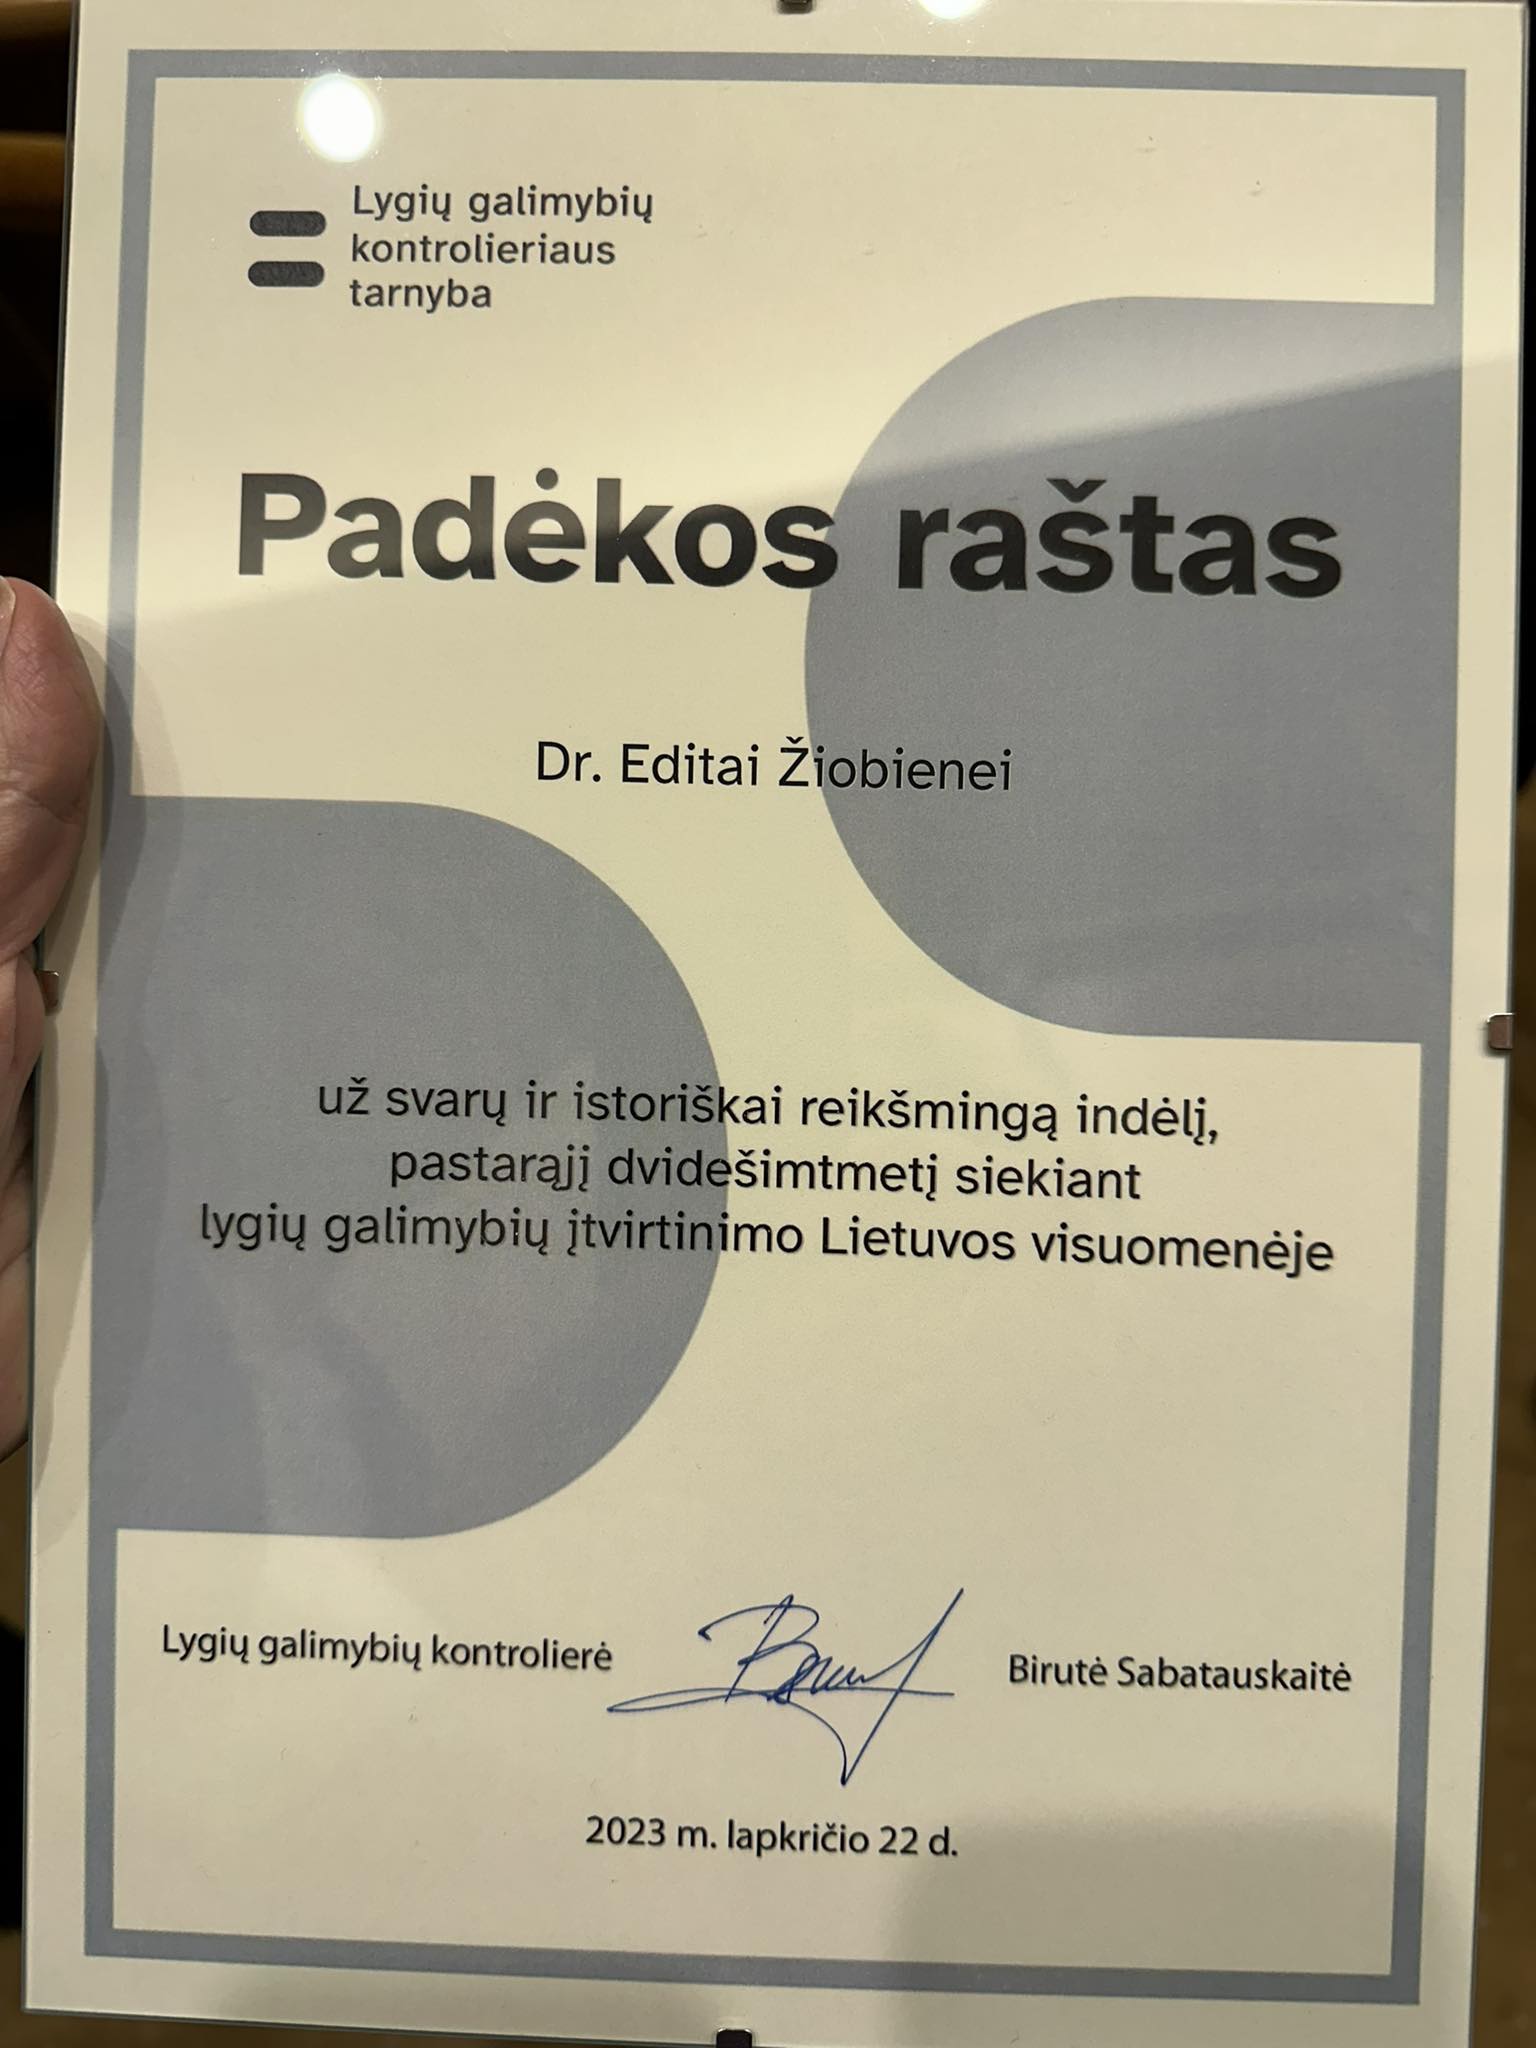 Lygių galimybių
kontrolieriaus
tarnyba
Padėkos raštas
Dr. Editai Žiobienei
už svarų ir istoriškai reikšmingą indėlį,
pastarąjį dvidešimtmetį siekiant
lygių galimybių įtvirtinimo Lietuvos visuomenėje
Lygių galimybių kontrolierė
Birutė Sabatauskaitė
2023 m. lapkričio 22 d.